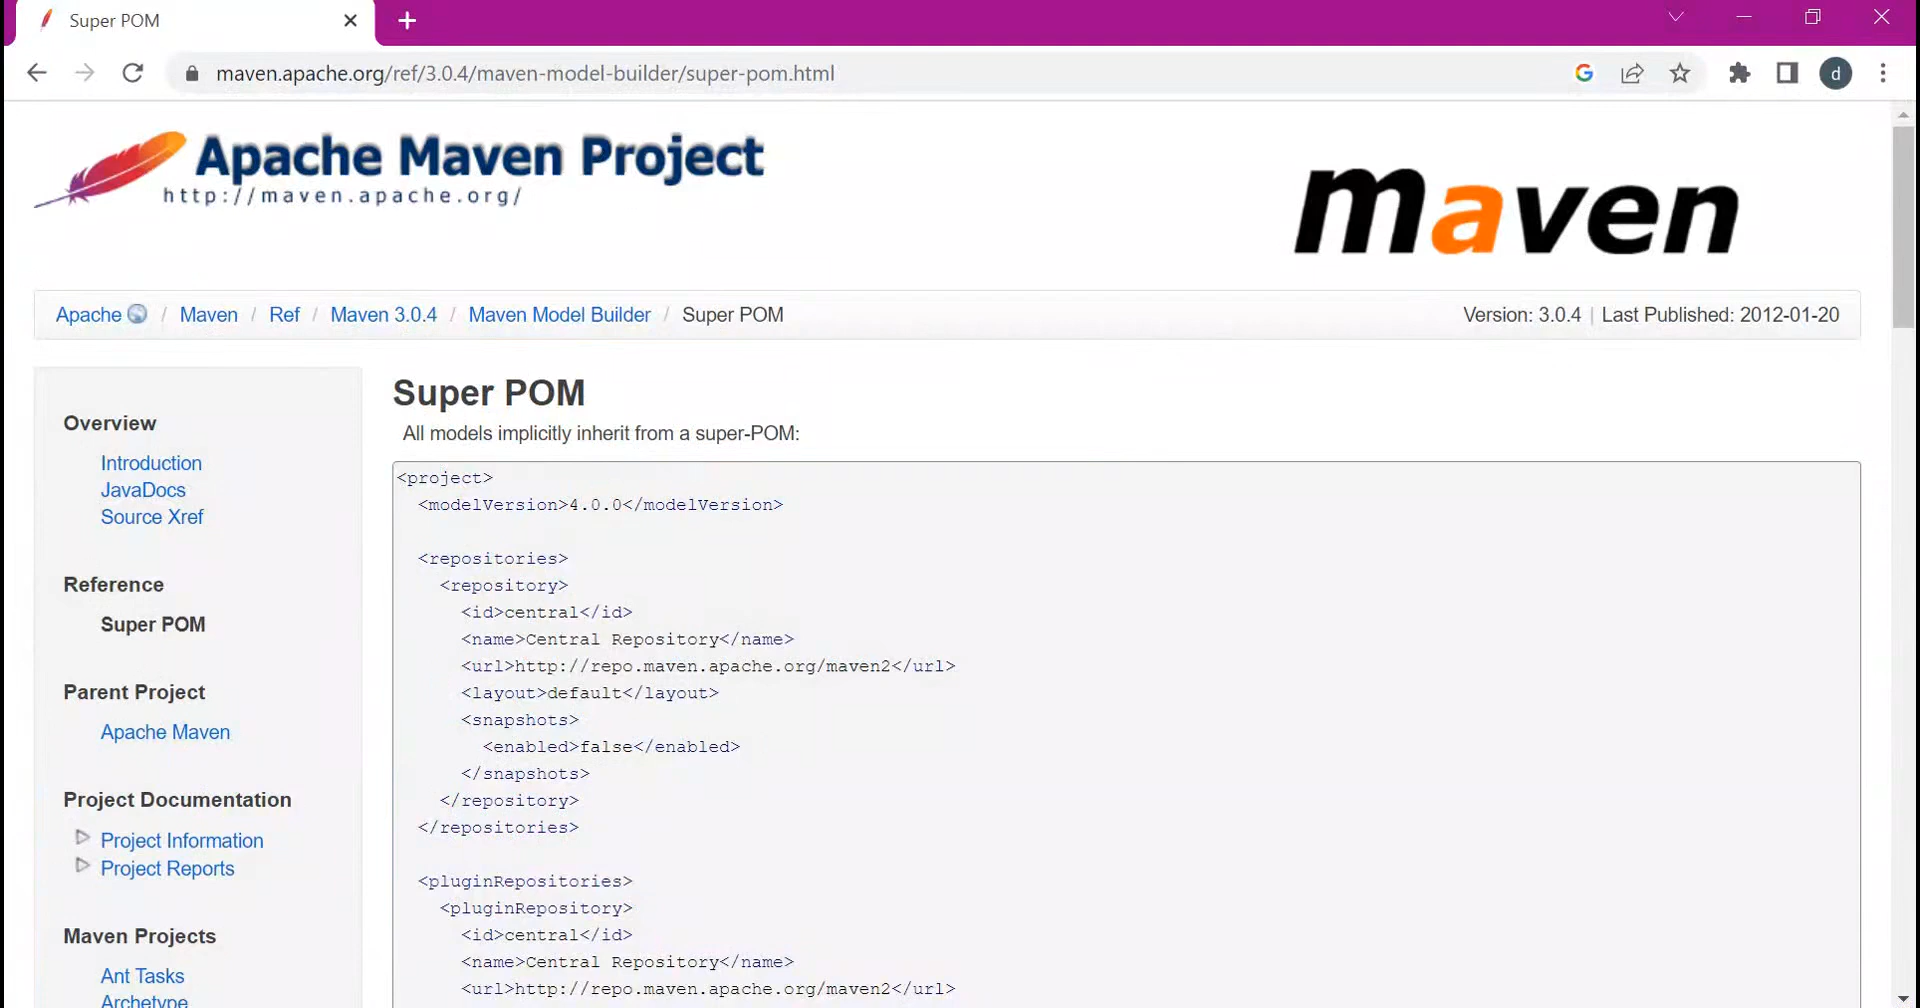 Super POM
maven.apache.org/ref/3.0.4/maven-model-builder/super-pom.html
d
Apache Maven Project
http://maven.apache.org/
maven
Apache / Maven / Ref / Maven 3.0.4 / Maven Model Builder / Super POM
Version: 3.0.4 | Last Published: 2012-01-20
Overview
Introduction
JavaDocs
Source Xref
Reference
Super POM
Parent Project
Apache Maven
Project Documentation
Project Information
Project Reports
Maven Projects
Ant Tasks
Archetype
Super POM
All models implicitly inherit from a super-POM:
<project>
  <modelVersion>4.0.0</modelVersion>
  <repositories>
    <repository>
      <id>central</id>
      <name>Central Repository</name>
      <url>http://repo.maven.apache.org/maven2</url>
      <layout>default</layout>
      <snapshots>
        <enabled>false</enabled>
      </snapshots>
    </repository>
  </repositories>
  <pluginRepositories>
    <pluginRepository>
      <id>central</id>
      <name>Central Repository</name>
      <url>http://repo.maven.apache.org/maven2</url>